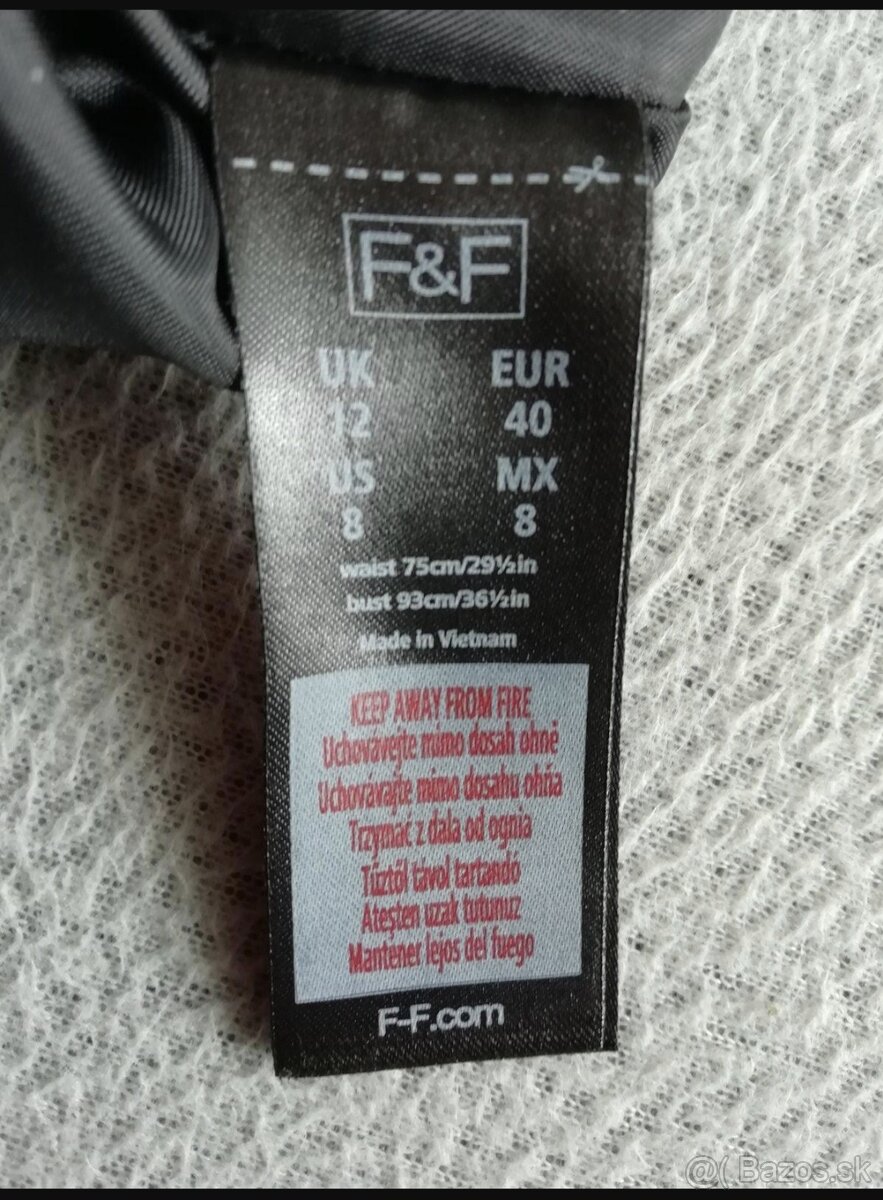 F&F
UK EUR
12 40
US MX
8 8
waist 75cm/29½in
bust 93cm/36½in
Made in Vietnam
KEEP AWAY FROM FIRE
Uchovávejte mimo dosah ohně
Uchovávajte mimo dosahu ohňa
Trzymać z dala od ognia
Tűztől távol tartandó
Ateşten uzak tutunuz
Mantener lejos del fuego
F-F.com
@( Bazos.sk